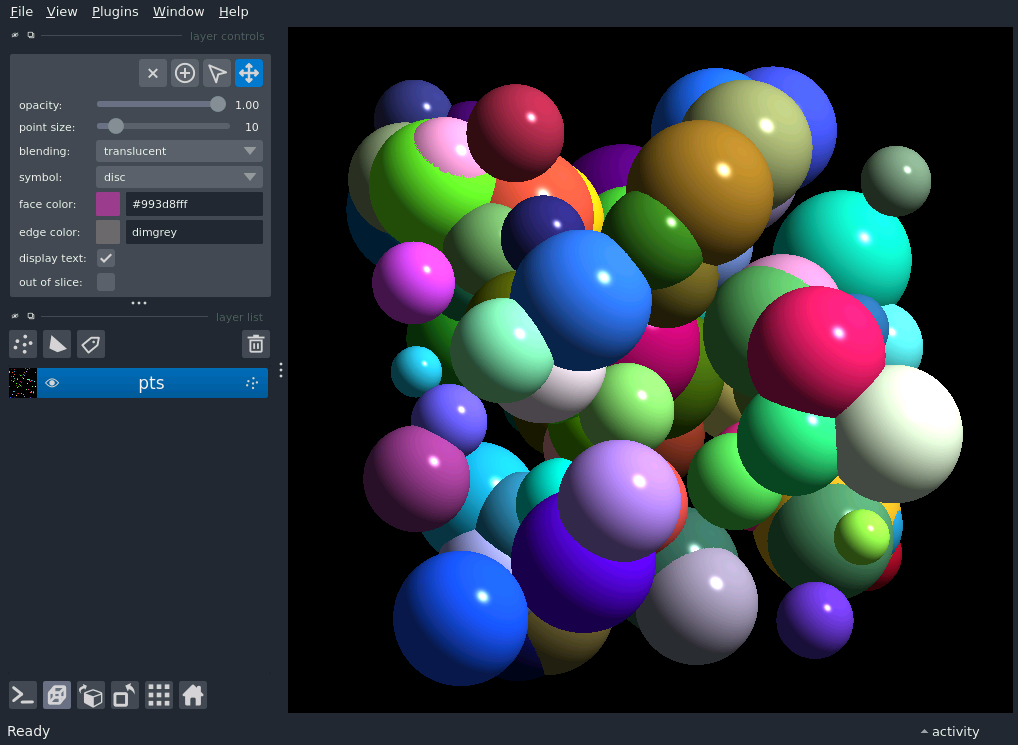 File View Plugins Window Help
layer controls
opacity: 1.00
point size: 10
blending: translucent
symbol: disc
face color: #993d8fff
edge color: dimgrey
display text:
out of slice:
layer list
pts
Ready
activity